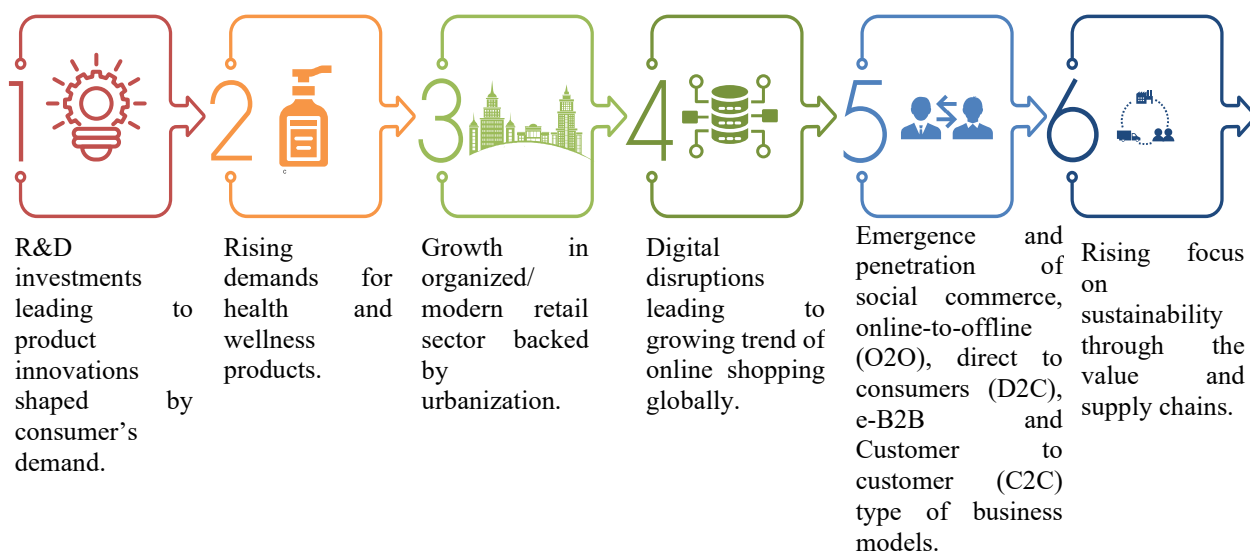 1
R&D
investments
leading to
product
innovations
shaped by
consumer’s
demand.
2
c
Rising
demands for
health and
wellness
products.
3
Growth in
organized/
modern retail
sector backed
by
urbanization.
4
Digital
disruptions
leading to
growing trend of
online shopping
globally.
5
Emergence and
penetration of
social commerce,
online-to-offline
(O2O), direct to
consumers (D2C),
e-B2B and
Customer to
customer (C2C)
type of business
models.
6
Rising focus
on
sustainability
through the
value and
supply chains.